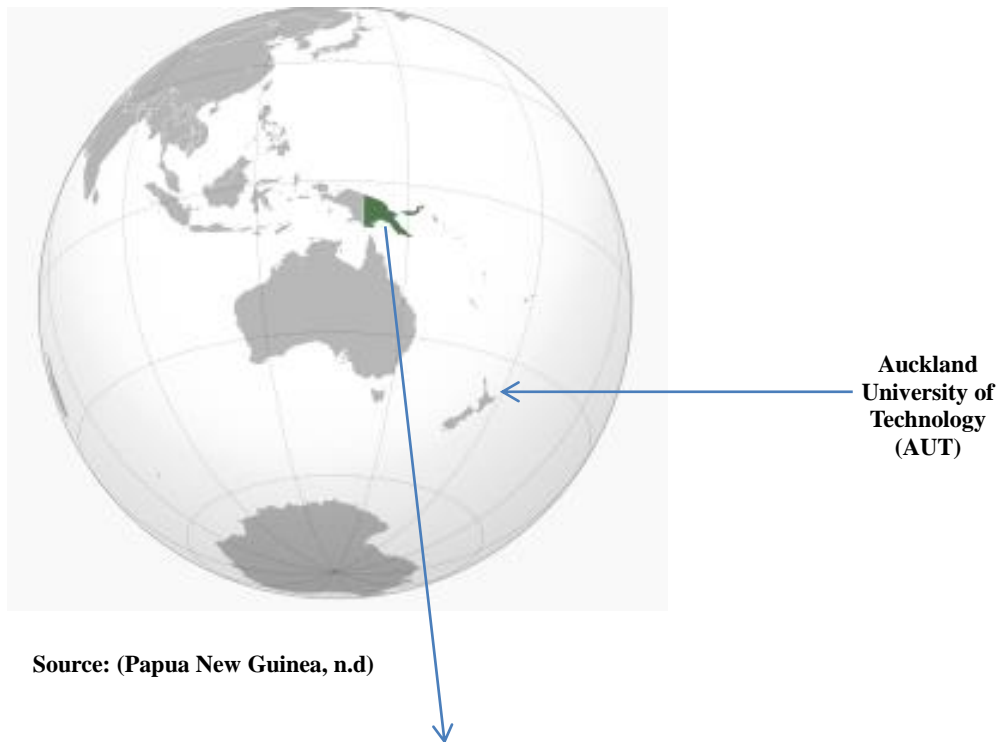 Auckland
University of
Technology
(AUT)
Source: (Papua New Guinea, n.d)